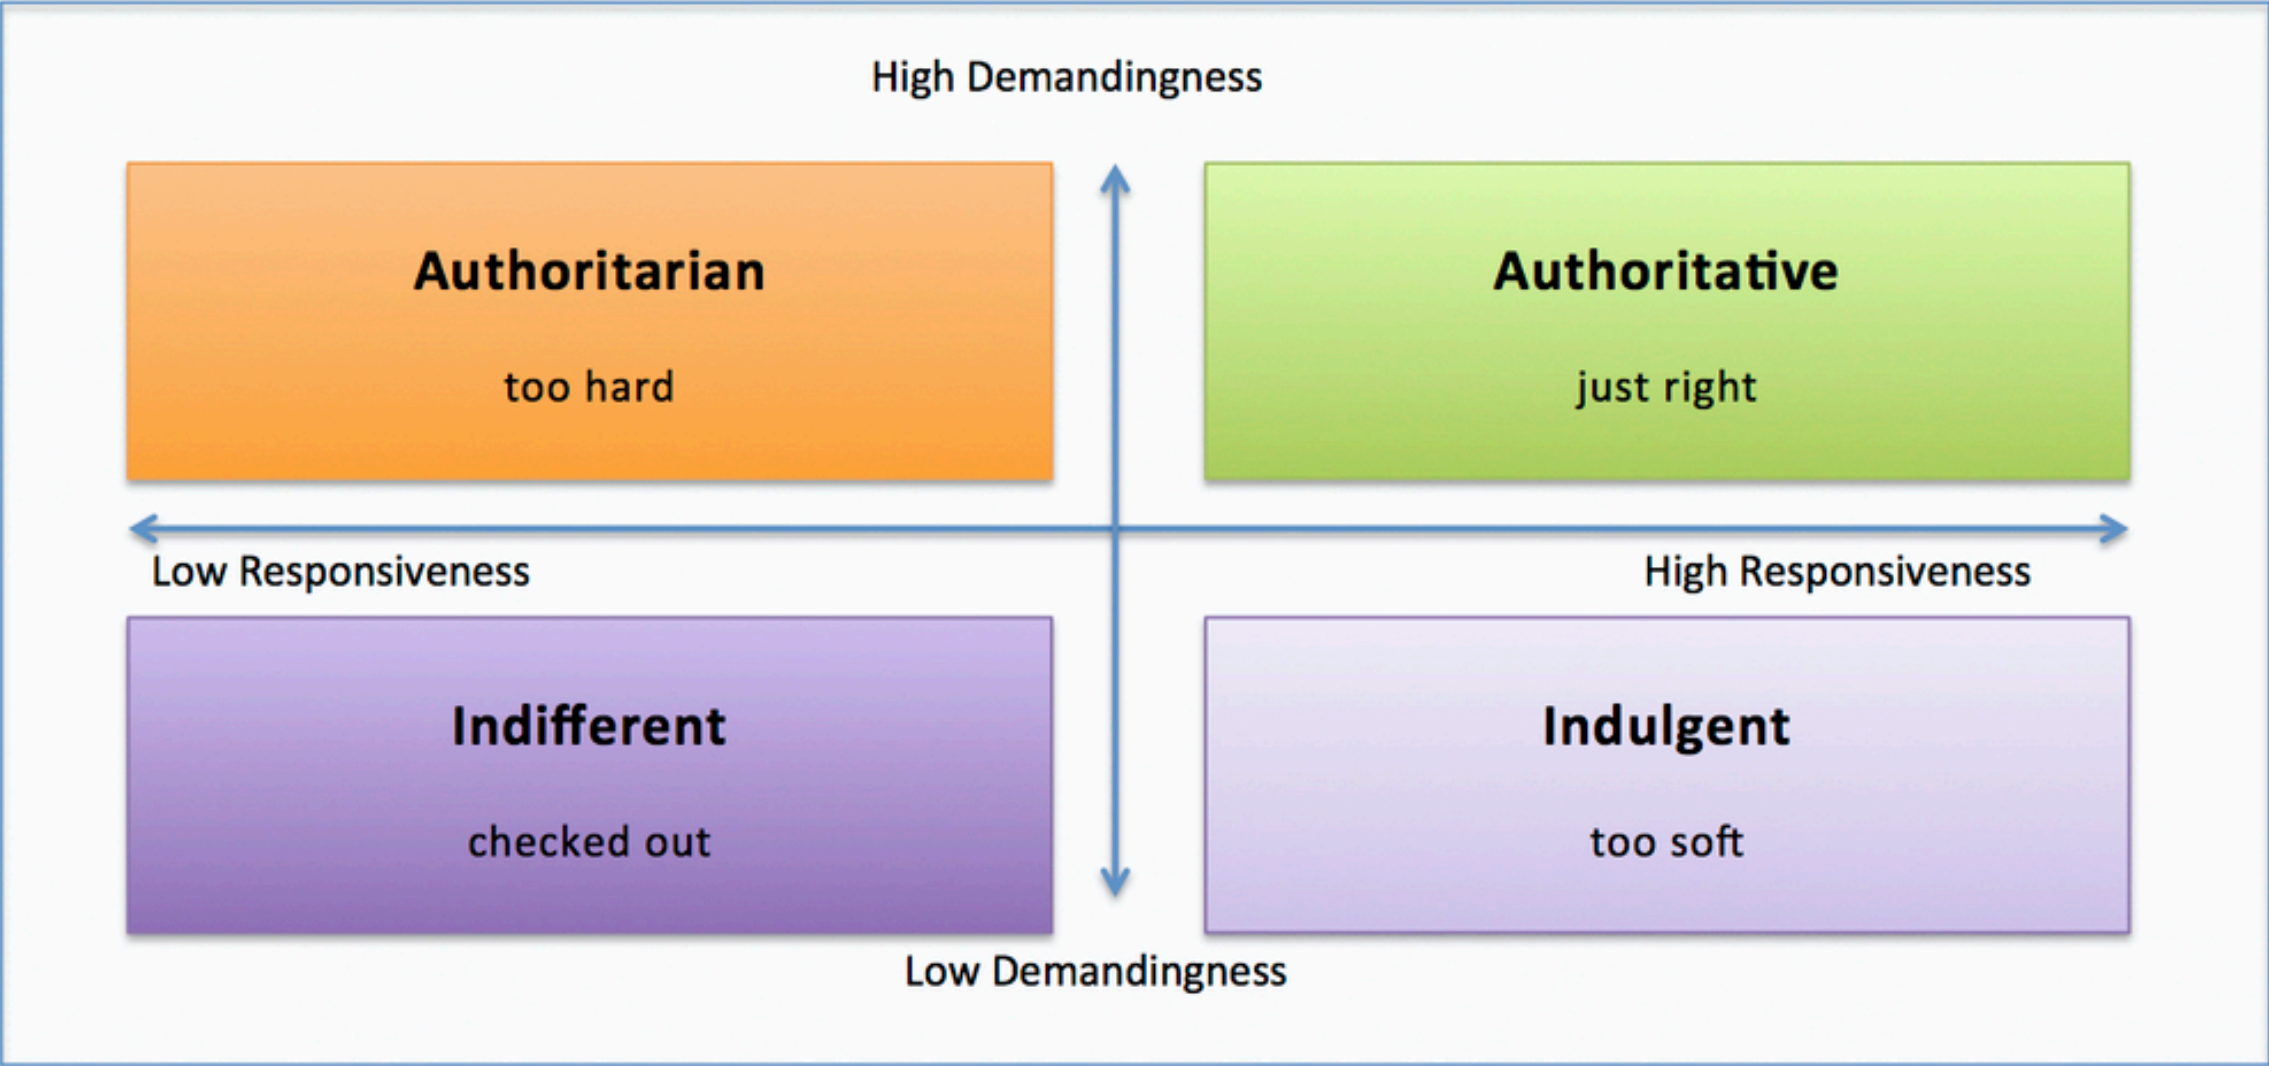 High Demandingness
Authoritarian
too hard
Authoritative
just right
Low Responsiveness
High Responsiveness
Indifferent
checked out
Indulgent
too soft
Low Demandingness